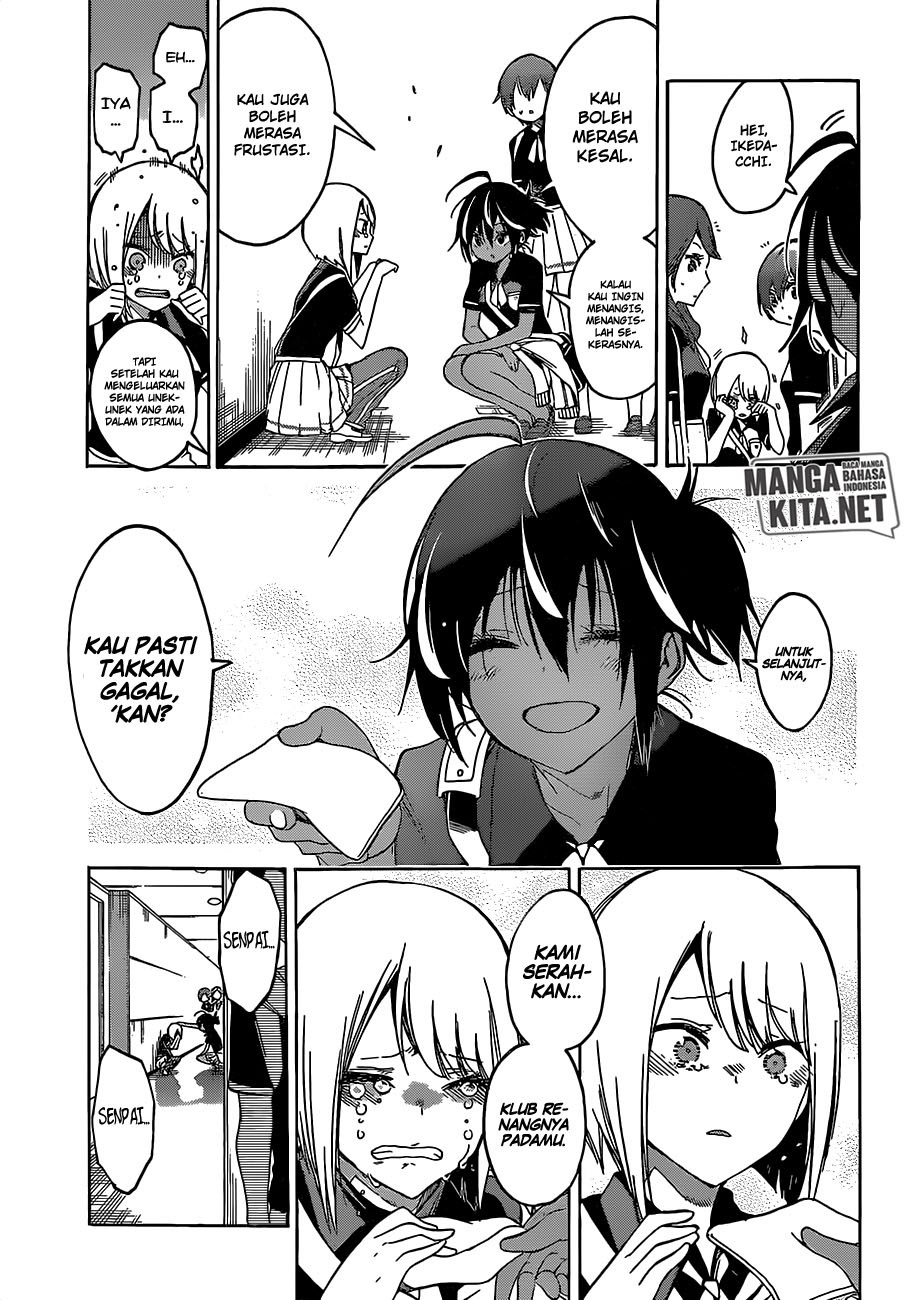 HEI,
IKEDA-
CCHI.
KAU
BOLEH
MERASA
KESAL.
KALAU
KAU INGIN
MENANGIS,
MENANGIS-
LAH SE-
KERASNYA.
KAU JUGA
BOLEH
MERASA
FRUSTASI.
EH...
I...
IYA
...
TAPI
SETELAH KAU
MENGELUARKAN
SEMUA UNEK-
UNEK YANG ADA
DALAM DIRIMU,
MANGA
KITA.NET
BACA MANGA
BAHASA
INDONESIA
UNTUK
SELANJUT-
NYA,
KAU PASTI
TAKKAN
GAGAL,
'KAN?
KAMI
SERAH-
KAN...
KLUB RE-
NANGNYA
PADAMU.
SENPAI...
SENPAI...